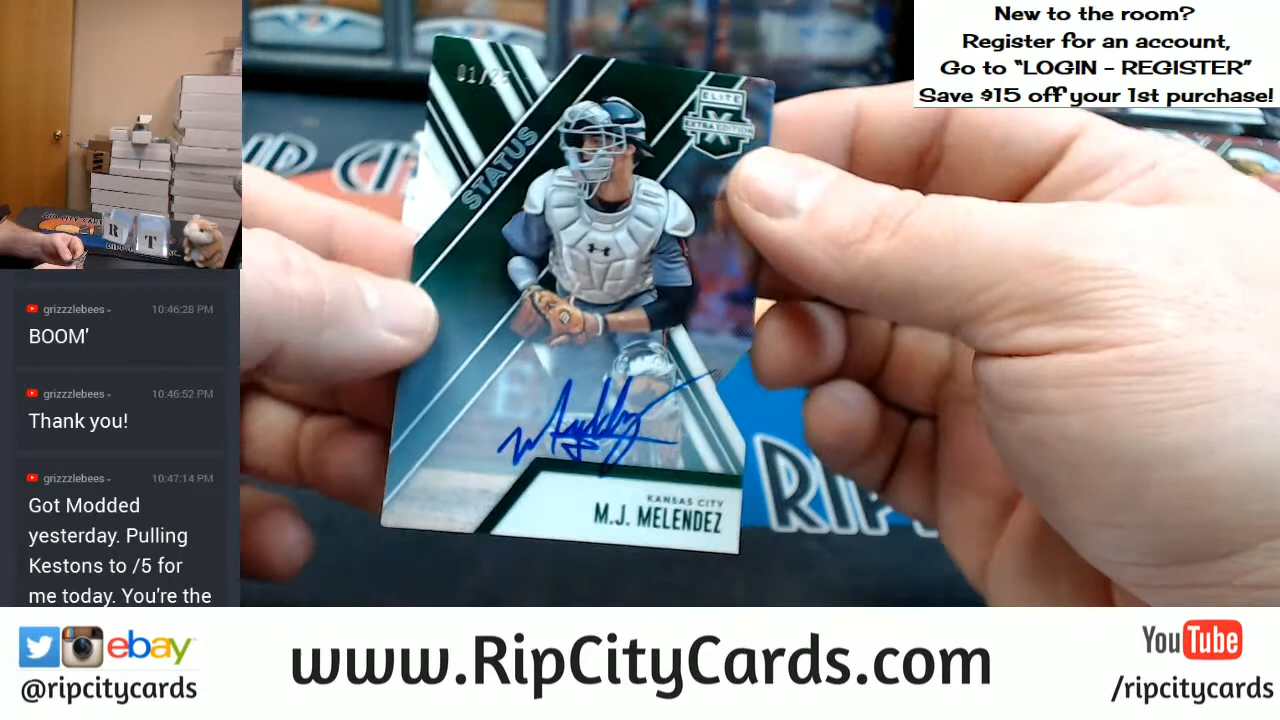 New to the room?
Register for an account,
Go to "LOGIN - REGISTER"
Save $15 off your 1st purchase!
01/25
STATUS
ELITE
X
EXTRA EDITION
KANSAS CITY
M.J. MELENDEZ
R T
grizzzlebees 10:46:28 PM
BOOM'
grizzzlebees 10:46:52 PM
Thank you!
grizzzlebees 10:47:14 PM
Got Modded
yesterday. Pulling
Kestons to /5 for
me today. You're the
ebay
@ripcitycards
www.RipCityCards.com
YouTube
/ripcitycards